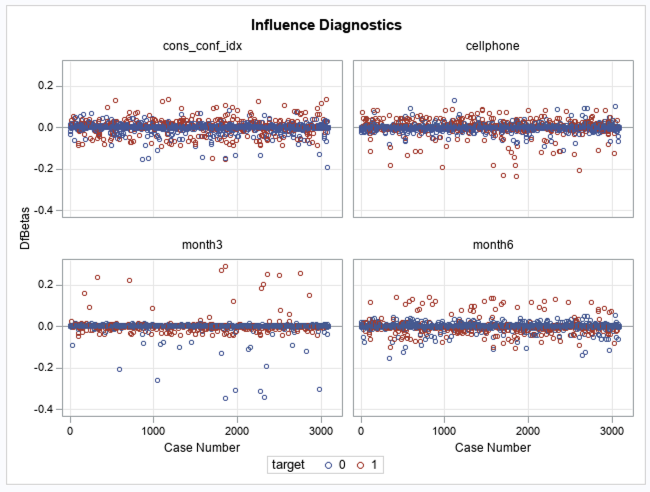 Influence Diagnostics
cons_conf_idx
cellphone
0.2
0.0
-0.2
-0.4
DfBetas
month3
month6
0.2
0.0
-0.2
-0.4
0 1000 2000 3000
0 1000 2000 3000
Case Number
Case Number
target 0 1